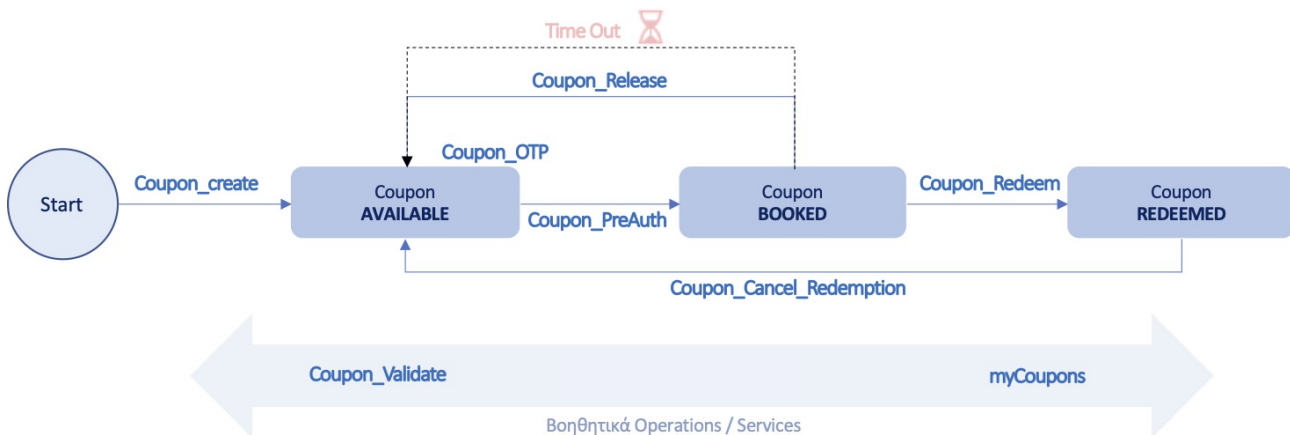 Time Out
Coupon_Release
Coupon_OTP
Coupon_create
Start
Coupon
AVAILABLE
Coupon_PreAuth
Coupon
BOOKED
Coupon_Redeem
Coupon
REDEEMED
Coupon_Cancel_Redemption
Coupon_Validate
myCoupons
Βοηθητικά Operations / Services